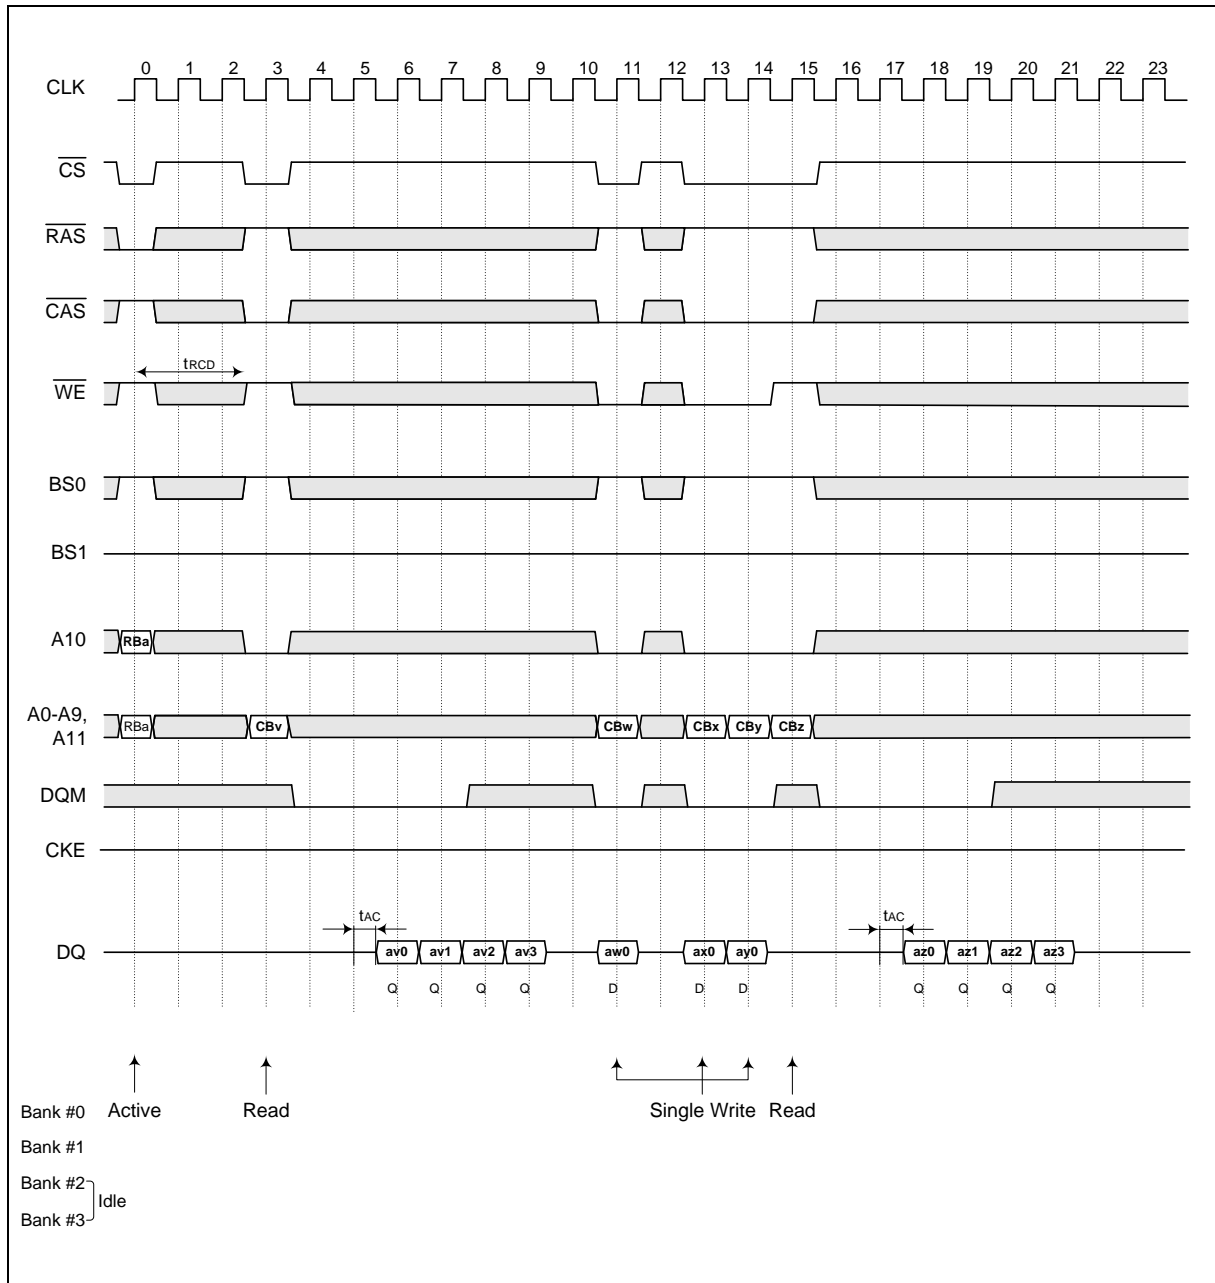 0 1 2 3 4 5 6 7 8 9 10 11 12 13 14 15 16 17 18 19 20 21 22 23
CLK
CS
RAS
CAS
tRCD
WE
BS0
BS1
A10 RBa
A0-A9, A11 RBa CBv CBw CBx CBy CBz
DQM
CKE
tAC tAC
DQ av0 av1 av2 av3 aw0 ax0 ay0 az0 az1 az2 az3
Q Q Q Q D D D Q Q Q Q
Bank #0 Active Read Single Write Read
Bank #1
Bank #2
Idle
Bank #3